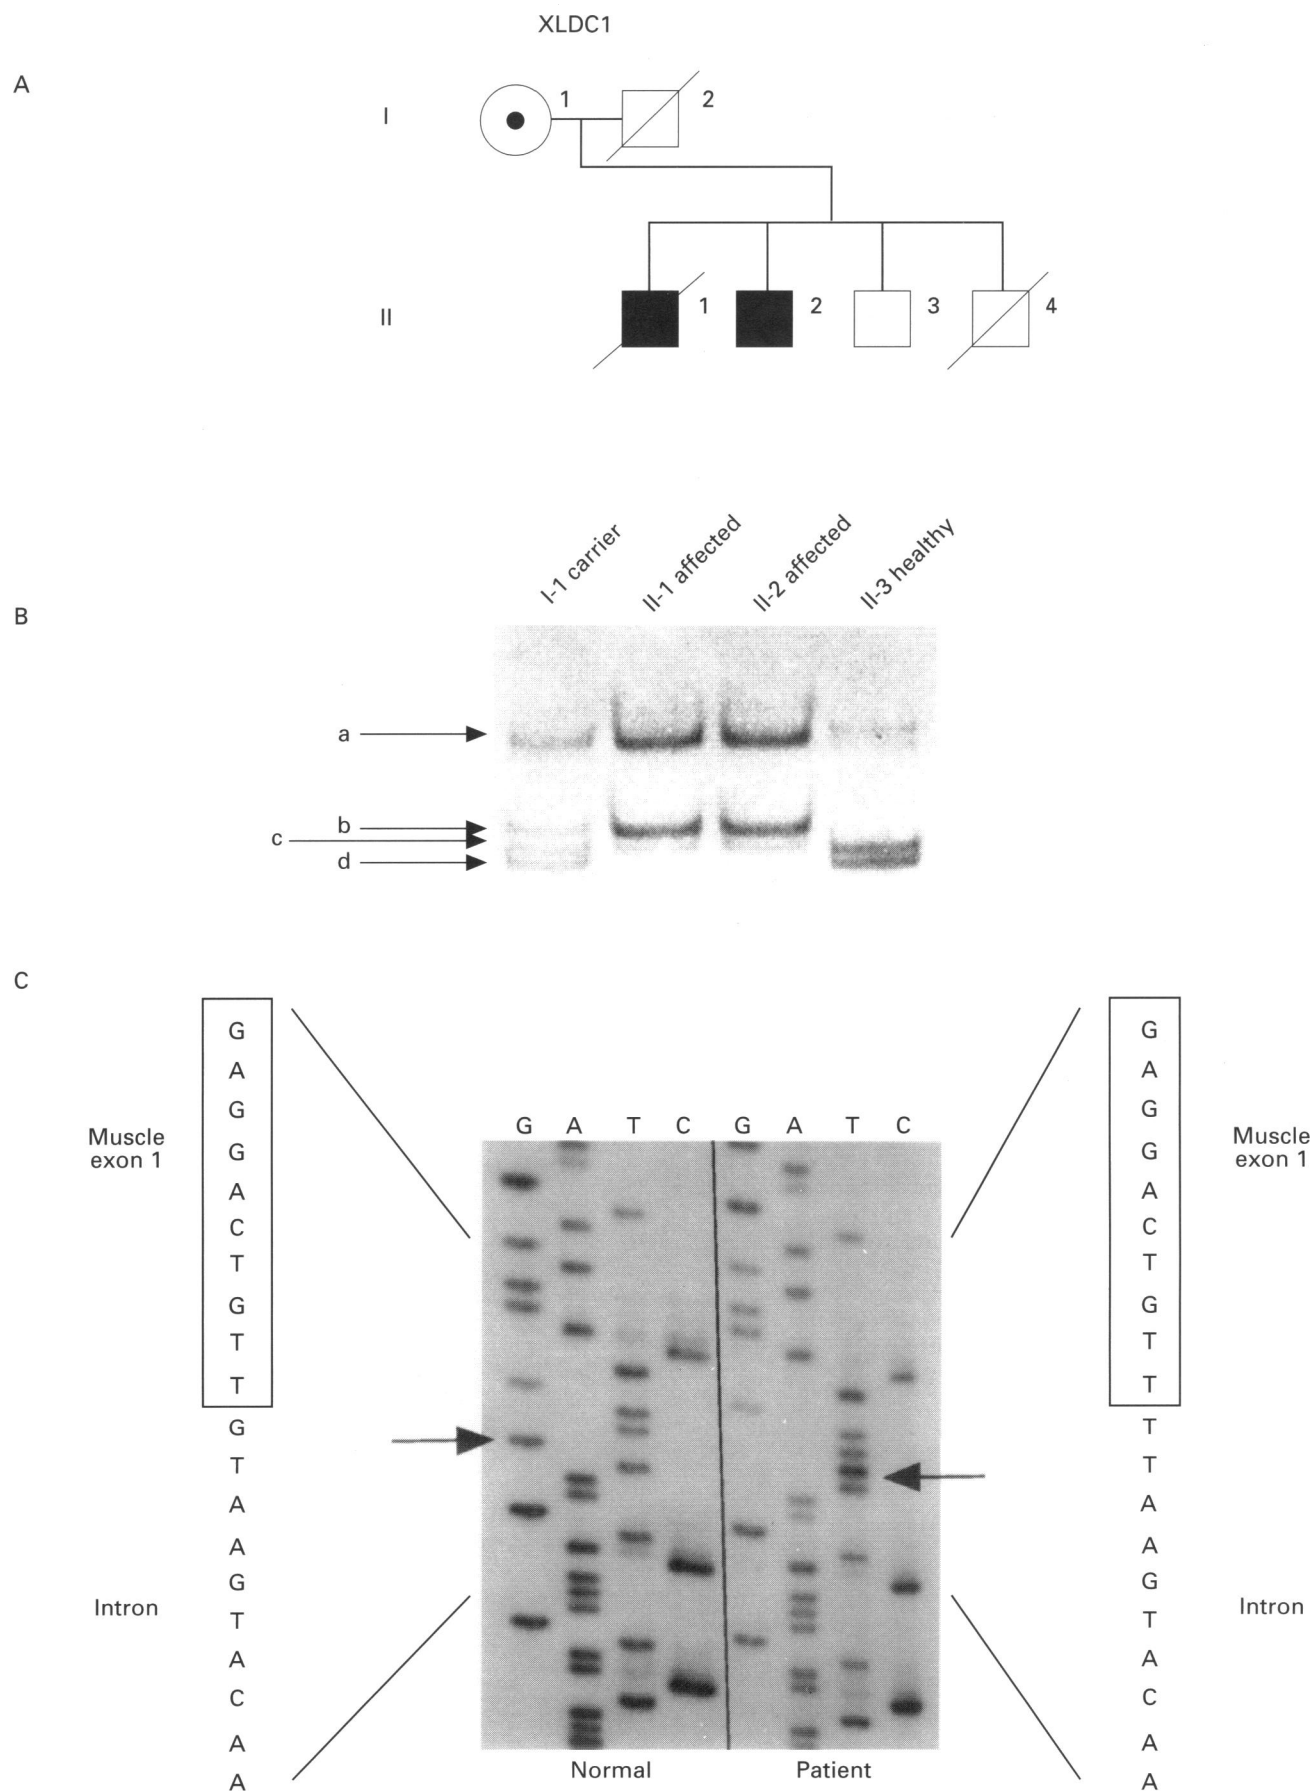 XLDC1
A
I
1
2
II
1
2
3
4
B
I-1 carrier
II-1 affected
II-2 affected
II-3 healthy
a
b
c
d
C
G
A
G
G
A
C
T
G
T
T
G
T
A
A
G
T
A
C
A
A
Muscle
exon 1
Intron
G A T C G A T C
Normal
Patient
G
A
G
G
A
C
T
G
T
T
T
T
A
A
G
T
A
C
A
A
Muscle
exon 1
Intron